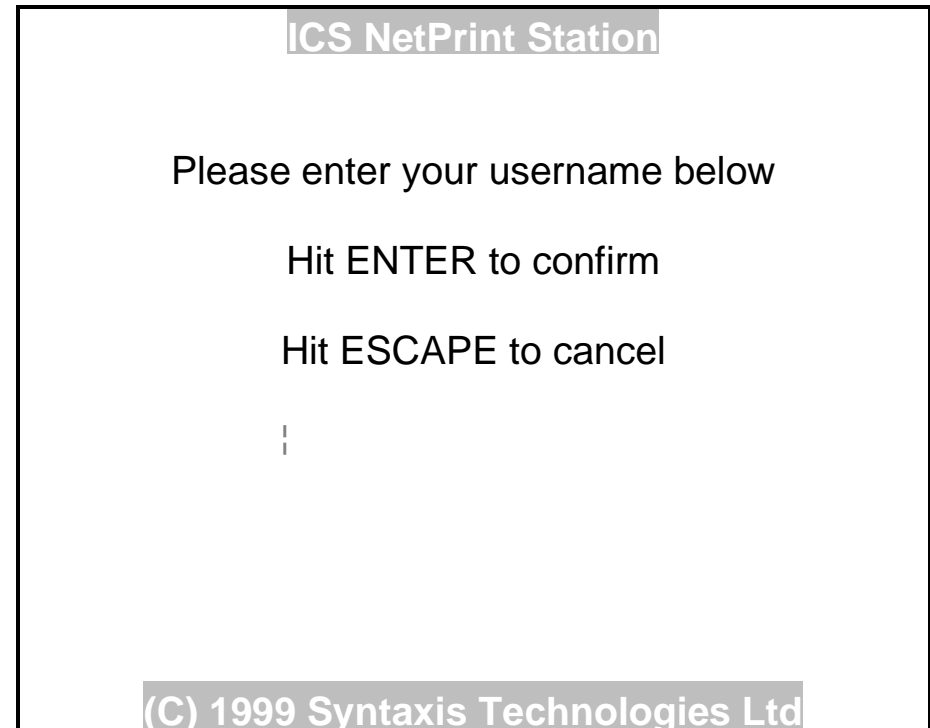 ICS NetPrint Station
Please enter your username below
Hit ENTER to confirm
Hit ESCAPE to cancel
¦
(C) 1999 Syntaxis Technologies Ltd